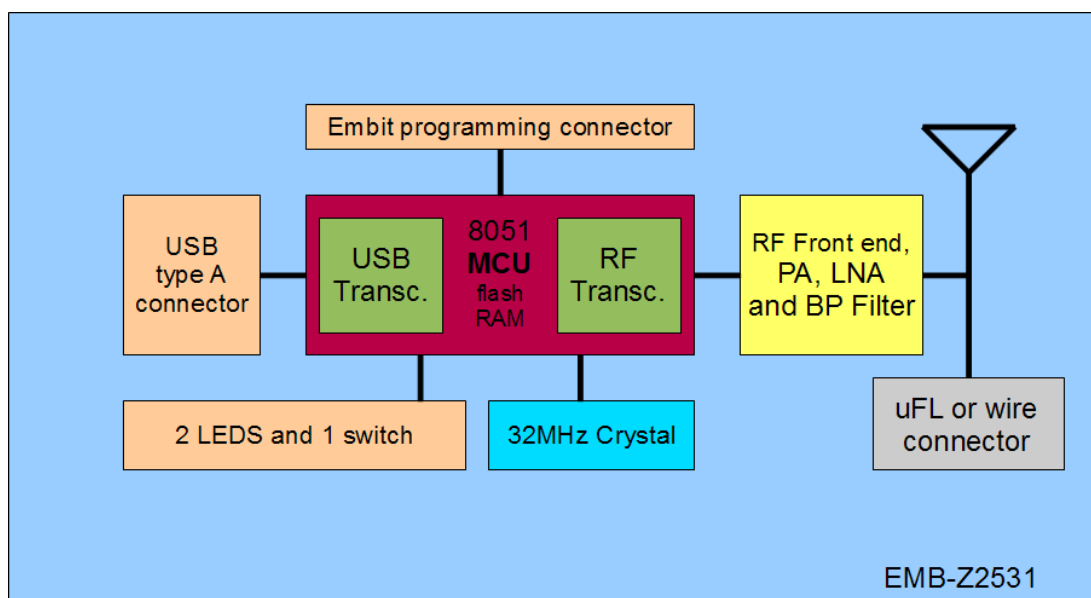 Embit programming connector
USB
type A
connector
USB
Transc.
8051
MCU
flash
RAM
RF
Transc.
RF Front end,
PA, LNA
and BP Filter
2 LEDS and 1 switch
32MHz Crystal
uFL or wire
connector
EMB-Z2531